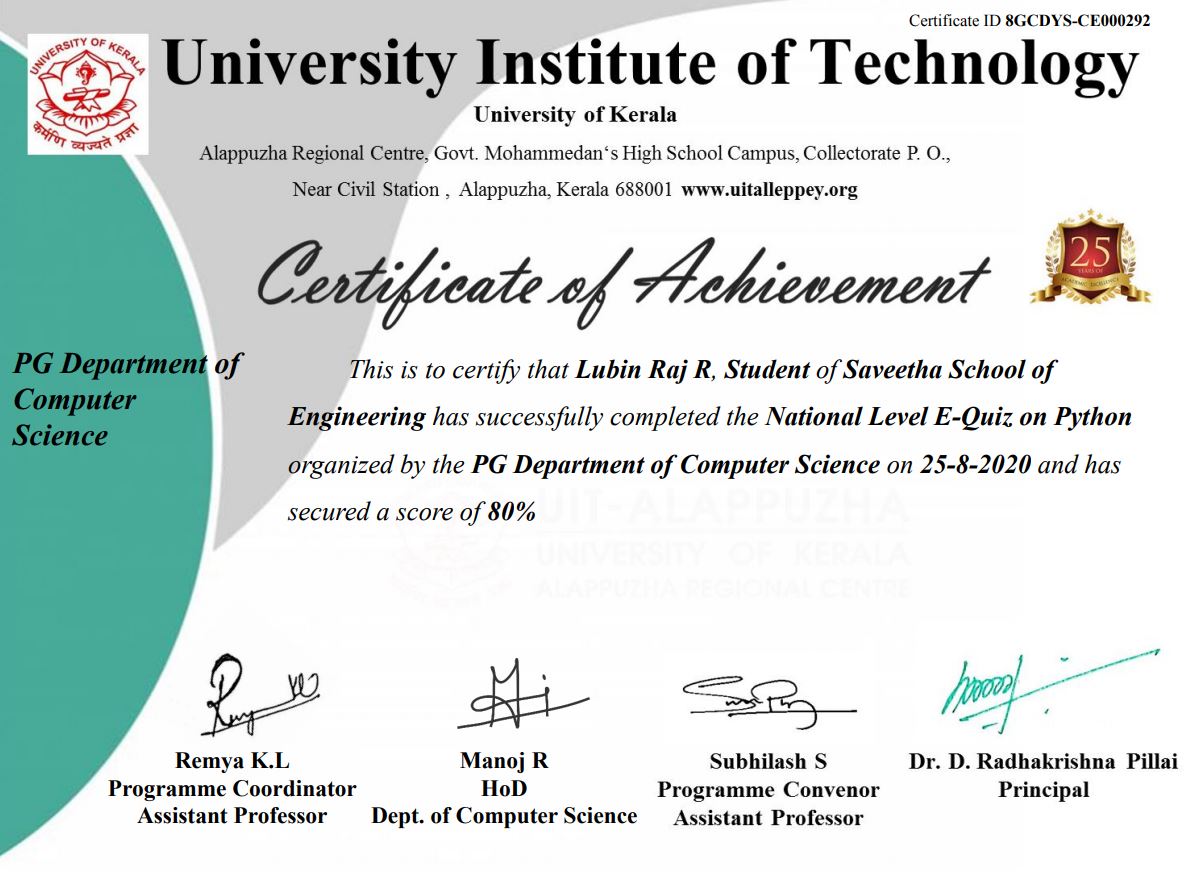 Certificate ID 8GCDYS-CE000292
UNIVERSITY OF KERALA
कर्मणि व्यज्यते प्रज्ञा
University Institute of Technology
University of Kerala
Alappuzha Regional Centre, Govt. Mohammedan‘s High School Campus, Collectorate P. O.,
Near Civil Station , Alappuzha, Kerala 688001 www.uitalleppey.org
Certificate of Achievement
25
YEARS OF
ACADEMIC EXCELLENCE
PG Department of
Computer
Science
This is to certify that Lubin Raj R, Student of Saveetha School of
Engineering has successfully completed the National Level E-Quiz on Python
organized by the PG Department of Computer Science on 25-8-2020 and has
secured a score of 80%
UIT-ALAPPUZHA
UNIVERSITY OF KERALA
ALAPPUZHA REGIONAL CENTRE
Remya K.L
Programme Coordinator
Assistant Professor
Manoj R
HoD
Dept. of Computer Science
Subhilash S
Programme Convenor
Assistant Professor
Dr. D. Radhakrishna Pillai
Principal